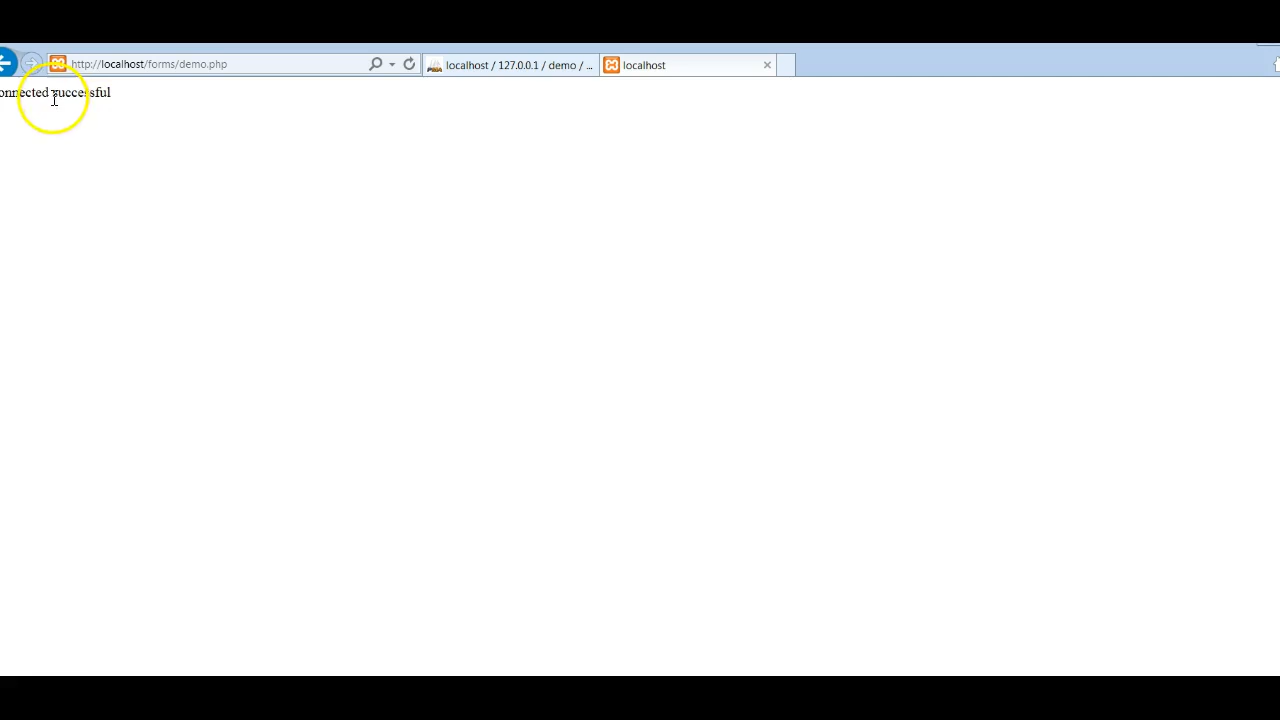 http://localhost/forms/demo.php
localhost / 127.0.0.1 / demo / ...
localhost
onnected successful